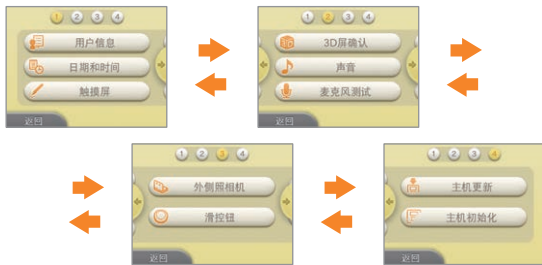 1 2 3 4
用户信息
日期和时间
触摸屏
返回
1 2 3 4
3D屏确认
声音
麦克风测试
返回
1 2 3 4
外侧照相机
滑控钮
返回
1 2 3 4
主机更新
主机初始化
返回